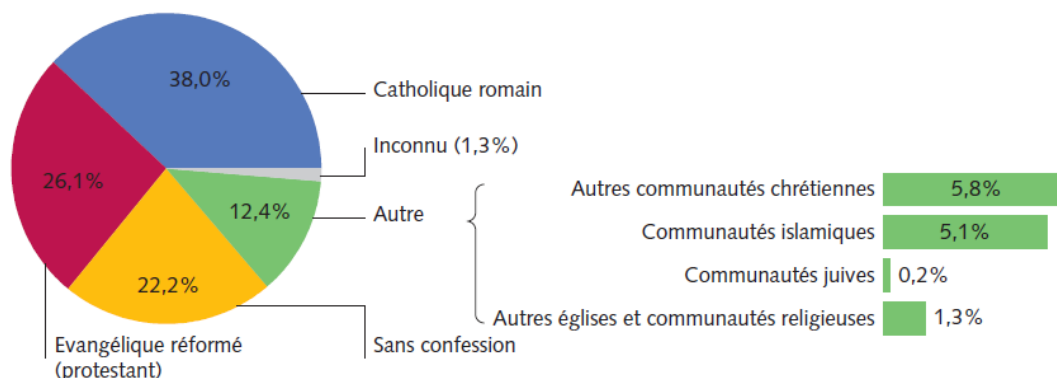 38,0%
Catholique romain
Inconnu (1,3%)
26,1%
12,4%
Autre
22,2%
Evangélique réformé
(protestant)
Sans confession
Autres communautés chrétiennes
5,8%
Communautés islamiques
5,1%
Communautés juives
0,2%
Autres églises et communautés religieuses
1,3%